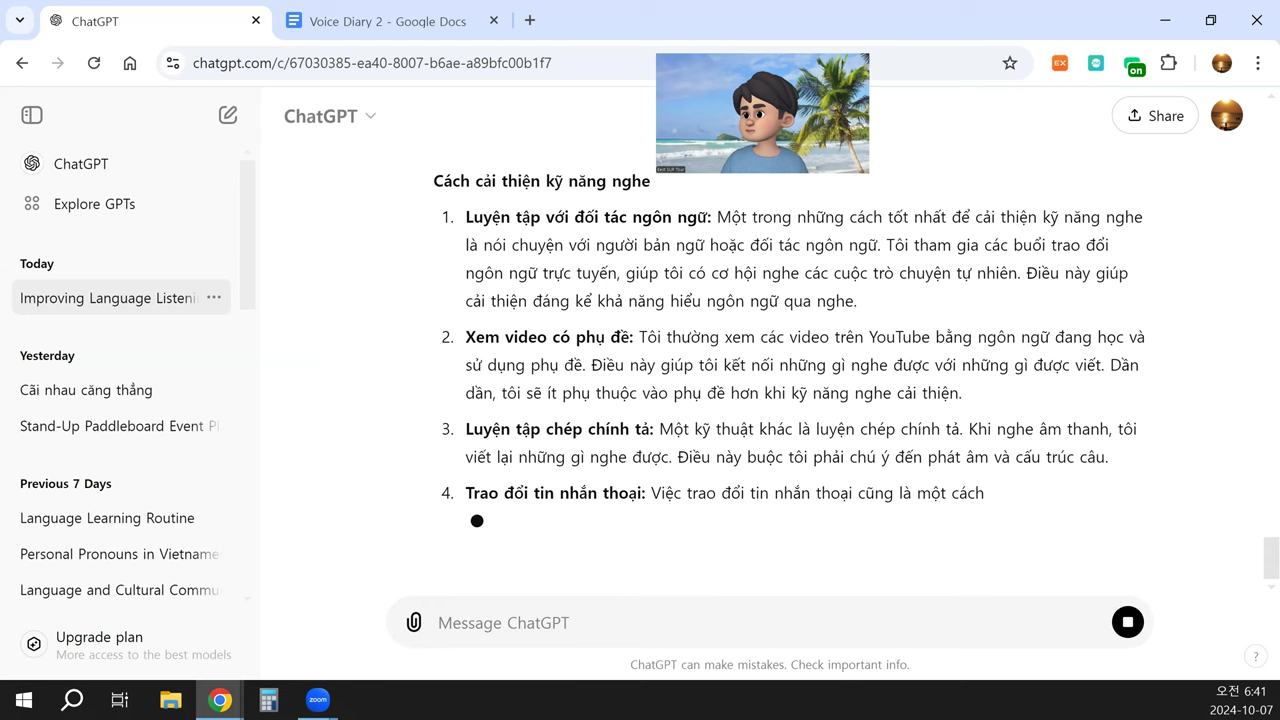 ChatGPT
Voice Diary 2 - Google Docs
chatgpt.com/c/67030385-ea40-8007-b6ae-a89bfc00b1f7
EX
on
ChatGPT
Share
ChatGPT
Explore GPTs
Today
Improving Language Listeni
Yesterday
Cãi nhau căng thẳng
Stand-Up Paddleboard Event Pl
Previous 7 Days
Language Learning Routine
Personal Pronouns in Vietname
Language and Cultural Commu
Upgrade plan
More access to the best models
Cách cải thiện kỹ năng nghe
1. Luyện tập với đối tác ngôn ngữ: Một trong những cách tốt nhất để cải thiện kỹ năng nghe
là nói chuyện với người bản ngữ hoặc đối tác ngôn ngữ. Tôi tham gia các buổi trao đổi
ngôn ngữ trực tuyến, giúp tôi có cơ hội nghe các cuộc trò chuyện tự nhiên. Điều này giúp
cải thiện đáng kể khả năng hiểu ngôn ngữ qua nghe.
2. Xem video có phụ đề: Tôi thường xem các video trên YouTube bằng ngôn ngữ đang học và
sử dụng phụ đề. Điều này giúp tôi kết nối những gì nghe được với những gì được viết. Dần
dần, tôi sẽ ít phụ thuộc vào phụ đề hơn khi kỹ năng nghe cải thiện.
3. Luyện tập chép chính tả: Một kỹ thuật khác là luyện chép chính tả. Khi nghe âm thanh, tôi
viết lại những gì nghe được. Điều này buộc tôi phải chú ý đến phát âm và cấu trúc câu.
4. Trao đổi tin nhắn thoại: Việc trao đổi tin nhắn thoại cũng là một cách
Message ChatGPT
ChatGPT can make mistakes. Check important info.
?
zoom
오전 6:41
2024-10-07